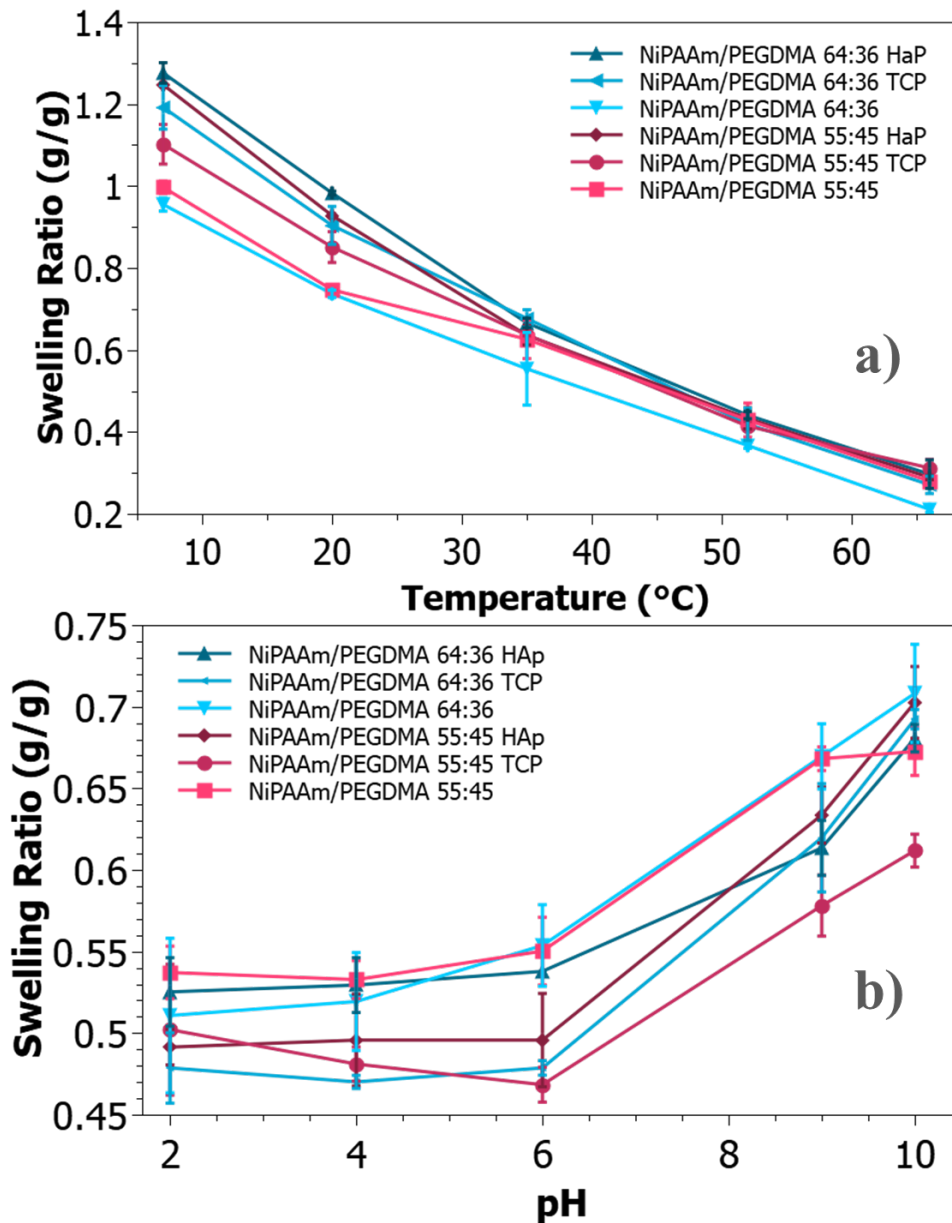 1.4
1.2
1
0.8
0.6
0.4
0.2
Swelling Ratio (g/g)
NiPAAm/PEGDMA 64:36 HaP
NiPAAm/PEGDMA 64:36 TCP
NiPAAm/PEGDMA 64:36
NiPAAm/PEGDMA 55:45 HaP
NiPAAm/PEGDMA 55:45 TCP
NiPAAm/PEGDMA 55:45
a)
10 20 30 40 50 60
Temperature (°C)
0.75
0.7
0.65
0.6
0.55
0.5
0.45
Swelling Ratio (g/g)
NiPAAm/PEGDMA 64:36 HAp
NiPAAm/PEGDMA 64:36 TCP
NiPAAm/PEGDMA 64:36
NiPAAm/PEGDMA 55:45 HAp
NiPAAm/PEGDMA 55:45 TCP
NiPAAm/PEGDMA 55:45
b)
2 4 6 8 10
pH